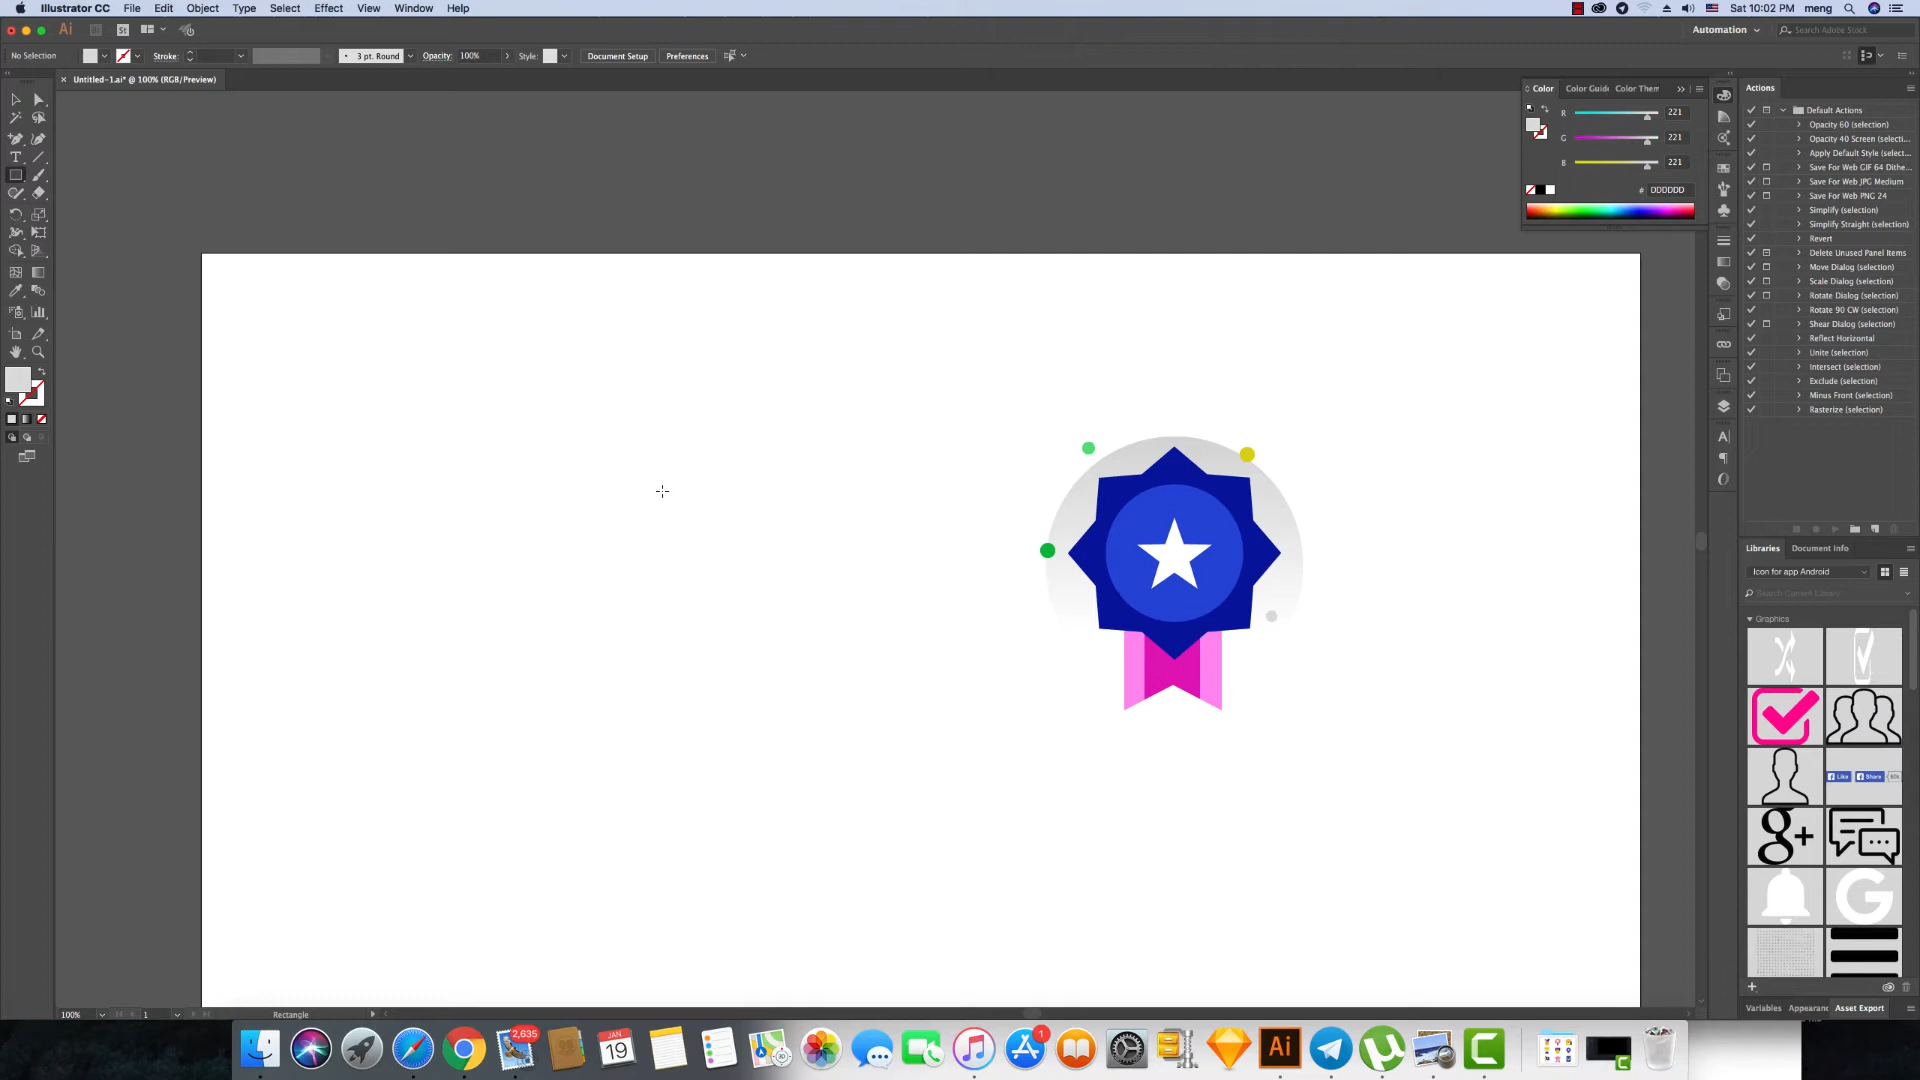 Illustrator CC File Edit Object Type Select Effect View Window Help
Sat 10:02 PM meng
Ai Br St
Automation
Search Adobe Stock
No Selection Stroke: 3 pt. Round Opacity: 100% Style: Document Setup Preferences
Untitled-1.ai* @ 100% (RGB/Preview)
Color Color Guide Color Them
R 221
G 221
B 221
# DDDDDD
Actions
Default Actions
Opacity 60 (selection)
Opacity 40 Screen (selecti...
Apply Default Style (select...
Save For Web GIF 64 Dithe...
Save For Web JPG Medium
Save For Web PNG 24
Simplify (selection)
Simplify Straight (selection)
Revert
Delete Unused Panel Items
Move Dialog (selection)
Scale Dialog (selection)
Rotate Dialog (selection)
Rotate 90 CW (selection)
Shear Dialog (selection)
Reflect Horizontal
Unite (selection)
Intersect (selection)
Exclude (selection)
Minus Front (selection)
Rasterize (selection)
Libraries Document Info
Icon for app Android
Search Current Library
Graphics
Like Share
g+
G
Variables Appearanc Asset Export
100% 1 Rectangle
2,635
JAN
19
1
Ai